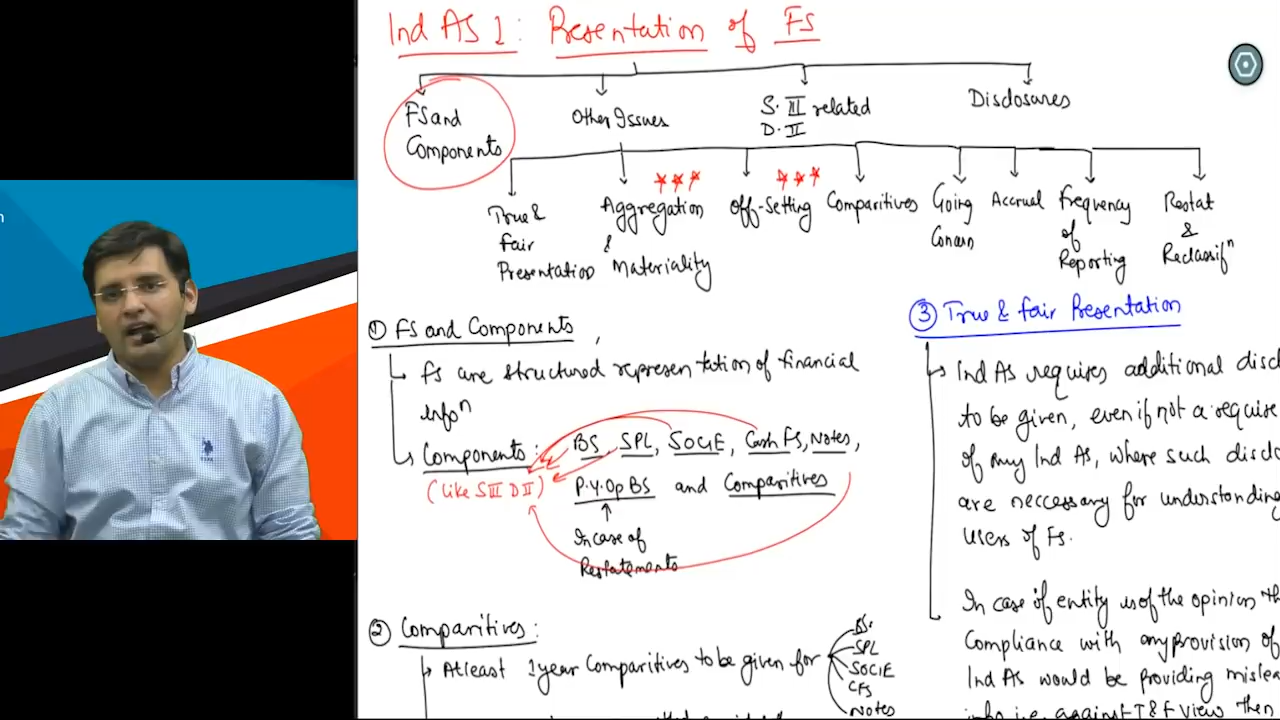 Ind AS 1: Presentation of FS
FS and
Components
Other Issues
S. III related
D. II
Disclosures
True &
Fair
Presentation
Aggregation
&
Materiality
Off-Setting
Comparitives
Going
Concern
Accrual
Frequency
of
Reporting
Restat
&
Reclassifⁿ
① FS and Components
FS are structured representation of financial
infoⁿ
Components: BS, SPL, SOCIE, Cash FS, Notes,
(like S III D II) P.Y. Op BS and Comparitives
In case of
Restatements
② Comparitives:
Atleast 1 year Comparitives to be given for
BS
SPL
SOCIE
CFS
Notes
③ True & Fair Presentation
Ind AS requires additional discl
to be given, even if not a require
of any Ind AS, where such disclo
are neccessary for understanding
users of FS.
In case if entity is of the opinion th
Compliance with any provision of
Ind AS would be providing mislea
info i.e. against T & F view then
n